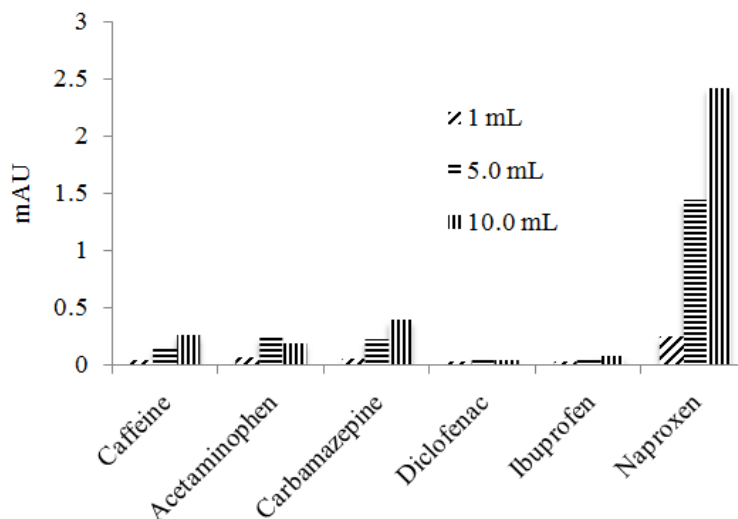 3
2.5
2
1.5
1
0.5
0
mAU
1 mL
5.0 mL
10.0 mL
Caffeine
Acetaminophen
Carbamazepine
Diclofenac
Ibuprofen
Naproxen